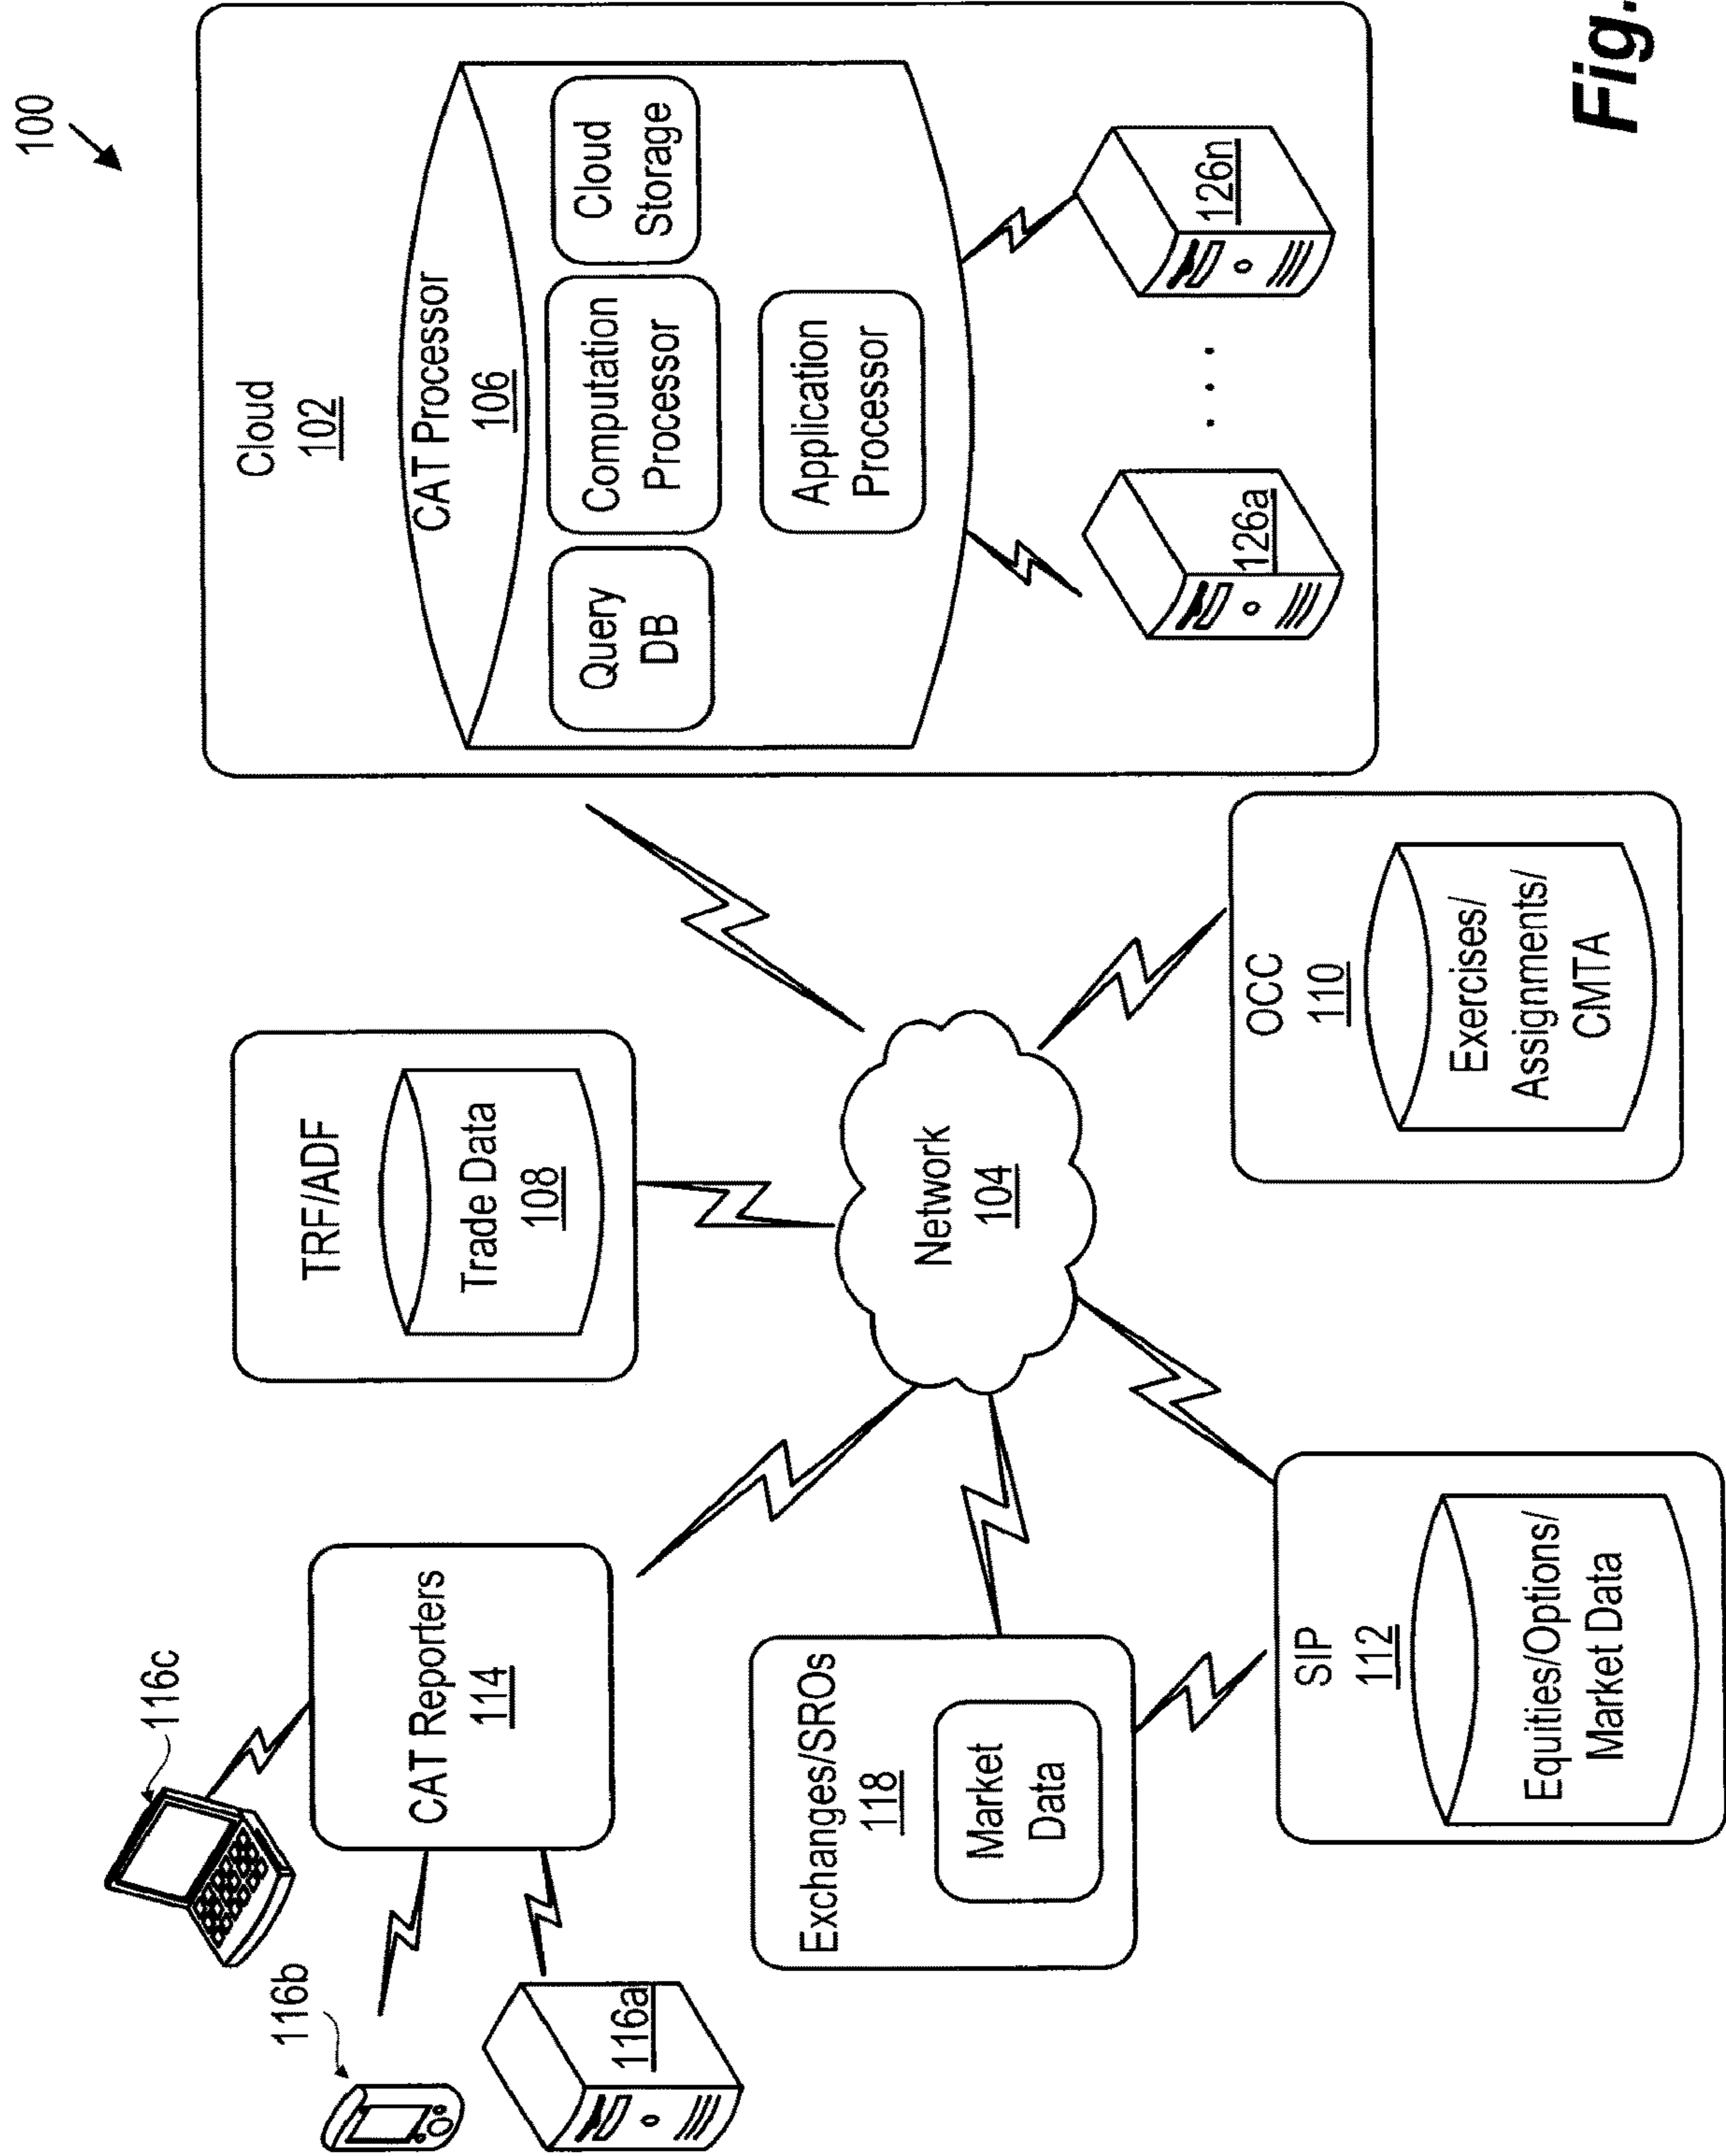 100
116c
116b
116a
CAT Reporters
114
TRF/ADF
Trade Data
108
Cloud
102
CAT Processor
106
Query
DB
Computation
Processor
Cloud
Storage
Application
Processor
126a
. . .
126n
Network
104
Exchanges/SROs
118
Market
Data
SIP
112
Equities/Options/
Market Data
OCC
110
Exercises/
Assignments/
CMTA
Fig.